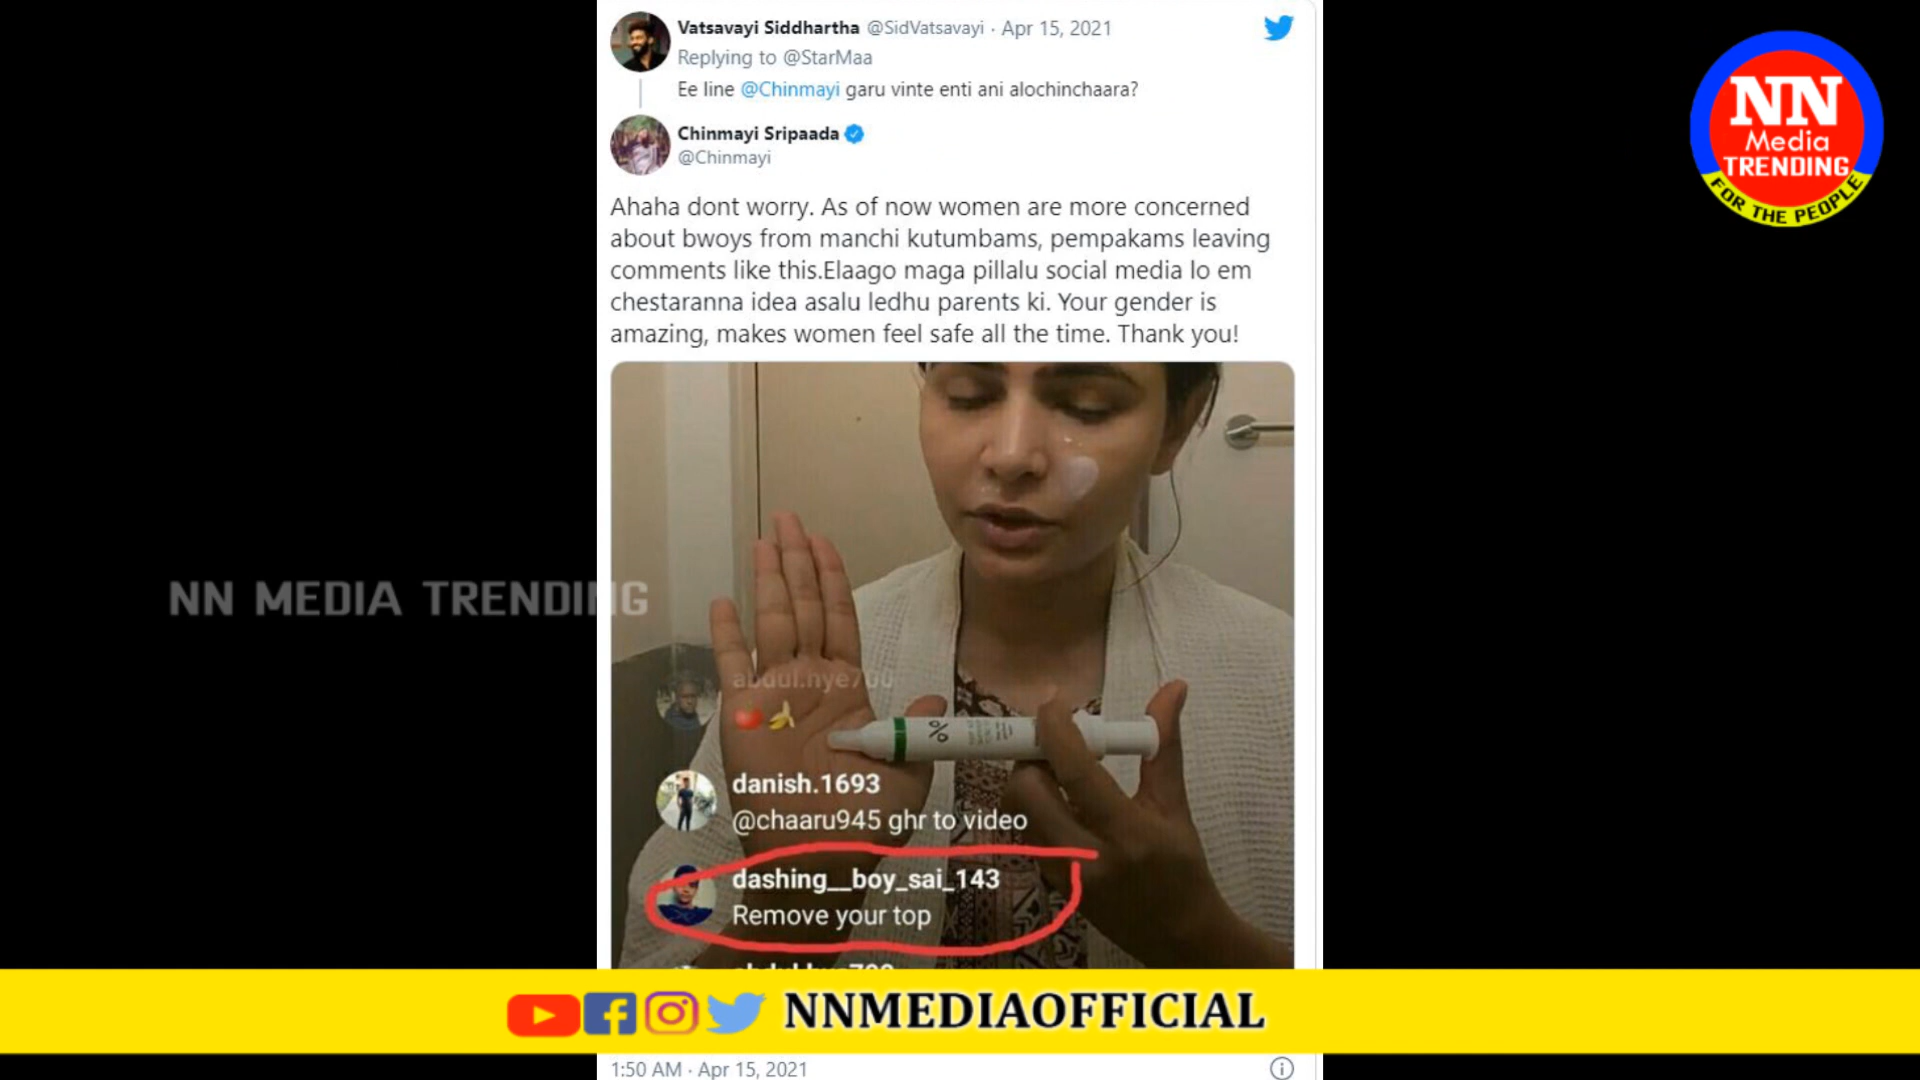 Vatsavayi Siddhartha @SidVatsavayi · Apr 15, 2021
Replying to @StarMaa
Ee line @Chinmayi garu vinte enti ani alochinchaara?
Chinmayi Sripaada
@Chinmayi
Ahaha dont worry. As of now women are more concerned
about bwoys from manchi kutumbams, pempakams leaving
comments like this.Elaago maga pillalu social media lo em
chestaranna idea asalu ledhu parents ki. Your gender is
amazing, makes women feel safe all the time. Thank you!
NN
Media
TRENDING
FOR THE PEOPLE
NN MEDIA TRENDING
%
danish.1693
@chaaru945 ghr to video
dashing__boy_sai_143
Remove your top
NNMEDIAOFFICIAL
1:50 AM · Apr 15, 2021